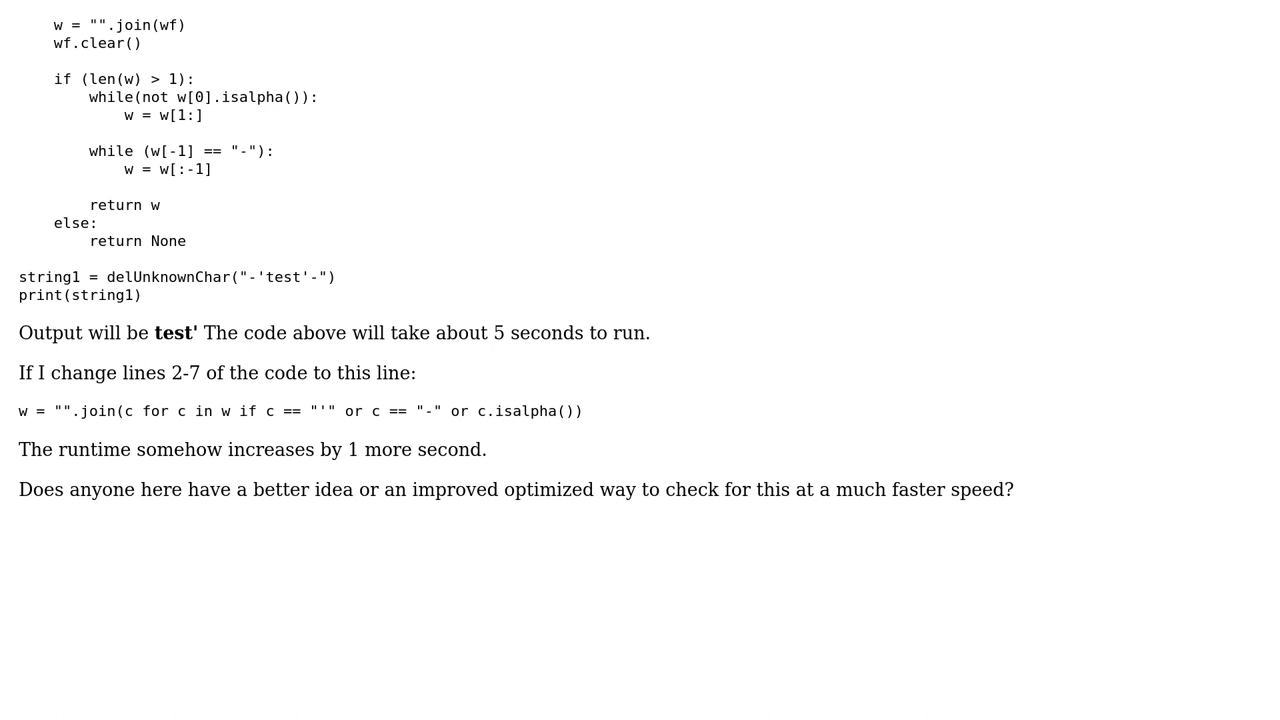 w = "".join(wf)
    wf.clear()

    if (len(w) > 1):
        while(not w[0].isalpha()):
            w = w[1:]

        while (w[-1] == "-"):
            w = w[:-1]

        return w
    else:
        return None

string1 = delUnknownChar("-'test'-")
print(string1)
Output will be test' The code above will take about 5 seconds to run.
If I change lines 2-7 of the code to this line:
w = "".join(c for c in w if c == "'" or c == "-" or c.isalpha())
The runtime somehow increases by 1 more second.
Does anyone here have a better idea or an improved optimized way to check for this at a much faster speed?